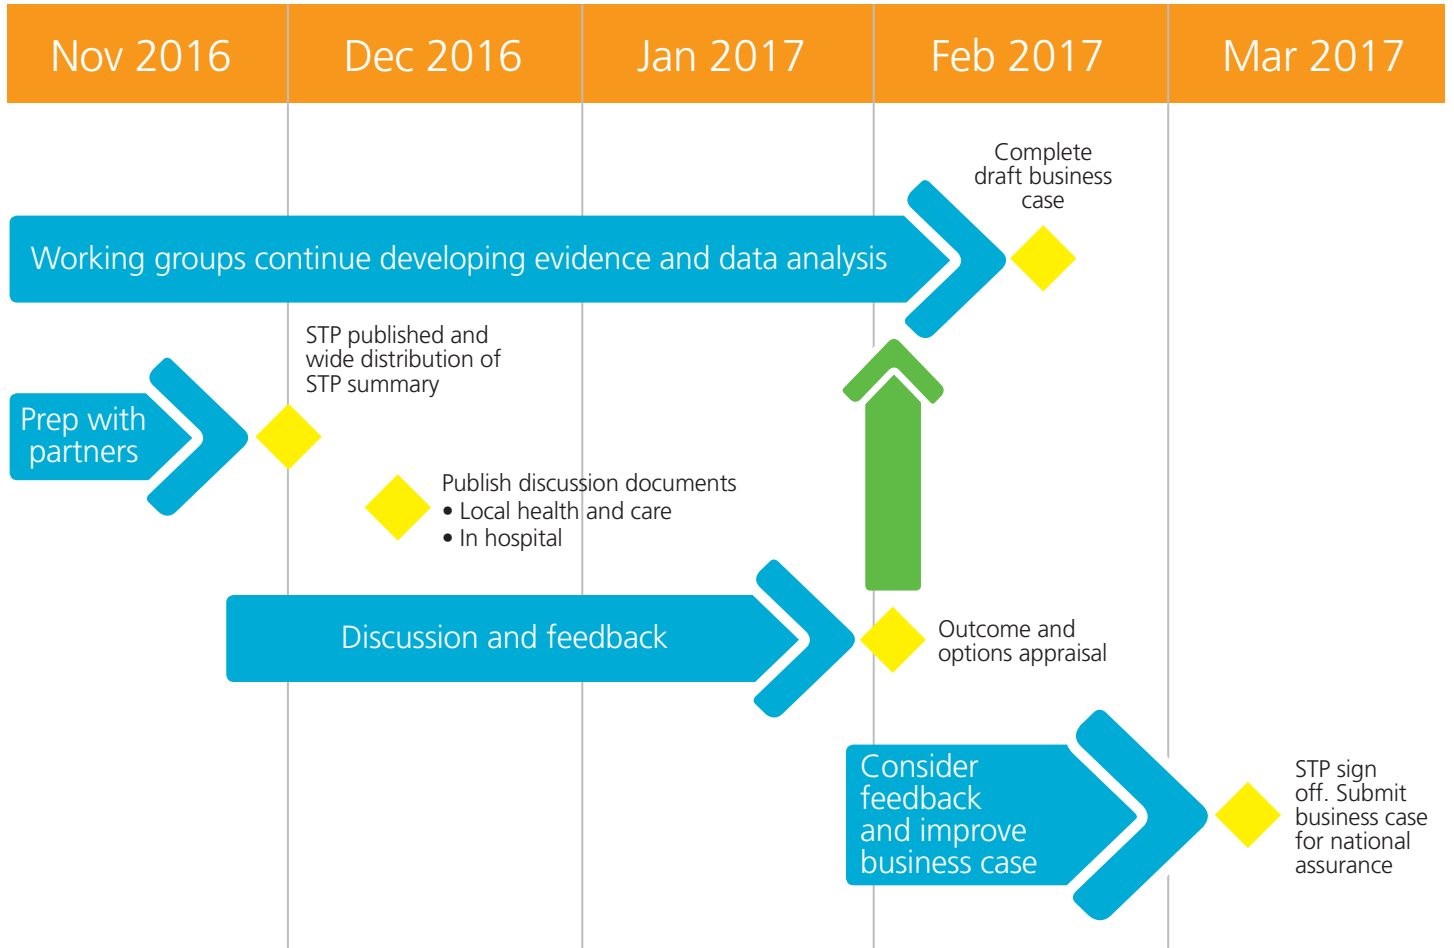 Nov 2016
Dec 2016
Jan 2017
Feb 2017
Mar 2017
Complete
draft business
case
Working groups continue developing evidence and data analysis
STP published and
wide distribution of
STP summary
Prep with
partners
Publish discussion documents
• Local health and care
• In hospital
Discussion and feedback
Outcome and
options appraisal
Consider
feedback
and improve
business case
STP sign
off. Submit
business case
for national
assurance